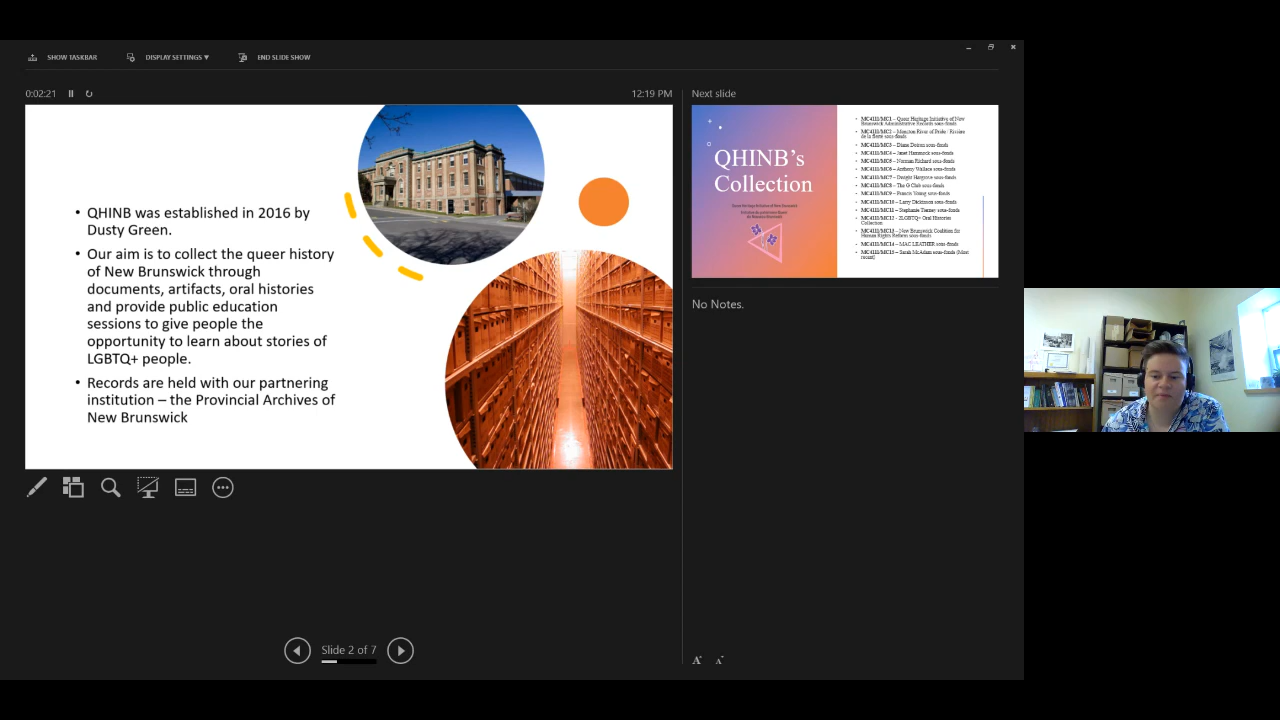 SHOW TASKBAR
DISPLAY SETTINGS ▾
END SLIDE SHOW
0:02:21
12:19 PM
• QHINB was established in 2016 by
Dusty Green.
• Our aim is to collect the queer history
of New Brunswick through
documents, artifacts, oral histories
and provide public education
sessions to give people the
opportunity to learn about stories of
LGBTQ+ people.
• Records are held with our partnering
institution – the Provincial Archives of
New Brunswick
Slide 2 of 7
Next slide
QHINB's
Collection
Queer Heritage Initiative of New Brunswick
• MC4111/MC1 – Queer Heritage Initiative of New
Brunswick Administrative Records sous-fonds
• MC4111/MC2 – Moncton River of Pride / Rivière
de la fierté sous-fonds
• MC4111/MC3 – Diana sous-fonds
• MC4111/MC4 – Janet Hammock sous-fonds
• MC4111/MC5 – Norman Richard sous-fonds
• MC4111/MC6 – Anthony Wallace sous-fonds
• MC4111/MC7 – Dwight Hargrove sous-fonds
• MC4111/MC8 – The G Club sous-fonds
• MC4111/MC9 – Francis Young sous-fonds
• MC4111/MC10 – Larry Dickinson sous-fonds
• MC4111/MC11 – Stephanie sous-fonds
• MC4111/MC12 - 2LGBTQ+ Oral Histories
Collection
• MC4111/MC13 – New Brunswick Coalition for
Human Rights Reform sous-fonds
• MC4111/MC14 – MAC LEATHER sous-fonds
• MC4111/MC15 – Sarah McAdam sous-fonds (Most
recent)
No Notes.